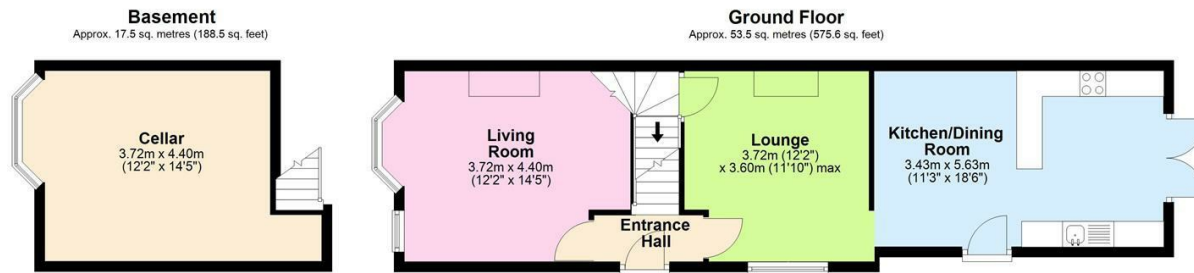 Basement
Approx. 17.5 sq. metres (188.5 sq. feet)
Cellar
3.72m x 4.40m
(12'2" x 14'5")
Ground Floor
Approx. 53.5 sq. metres (575.6 sq. feet)
Living
Room
3.72m x 4.40m
(12'2" x 14'5")
Entrance
Hall
Lounge
3.72m (12'2")
x 3.60m (11'10") max
Kitchen/Dining
Room
3.43m x 5.63m
(11'3" x 18'6")